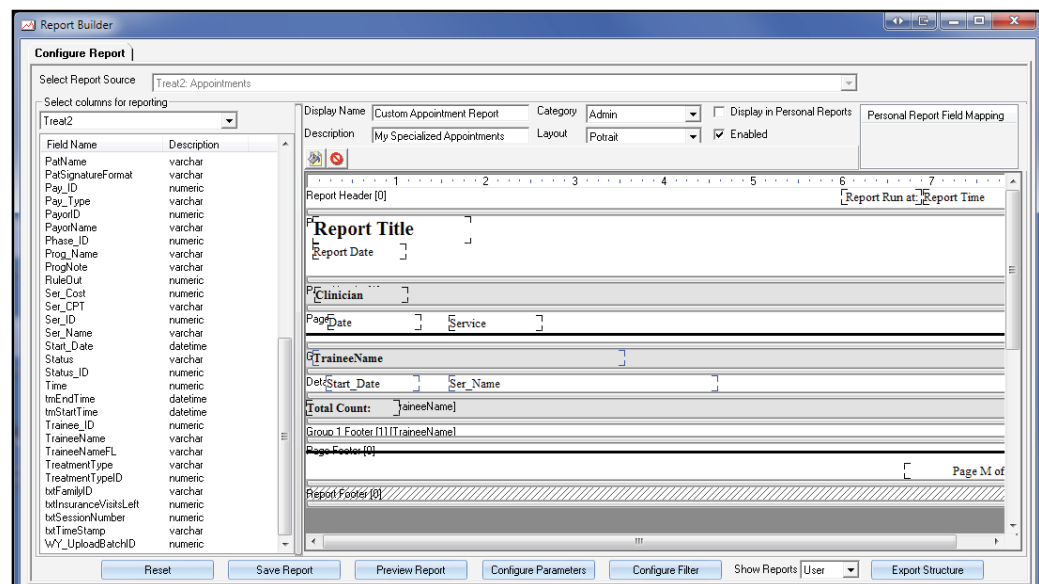 Report Builder
Configure Report
Select Report Source Treat2: Appointments
Select columns for reporting
Treat2
Field Name Description
PatName varchar
PatSignatureFormat varchar
Pay_ID numeric
Pay_Type varchar
PayorID numeric
PayorName varchar
Phase_ID numeric
Prog_Name varchar
ProgNote varchar
RuleOut numeric
Ser_Cost numeric
Ser_CPT varchar
Ser_ID numeric
Ser_Name varchar
Start_Date datetime
Status varchar
Status_ID numeric
Time numeric
tmEndTime datetime
tmStartTime datetime
Trainee_ID numeric
TraineeName varchar
TraineeNameFL varchar
TreatmentType varchar
TreatmentTypeID numeric
txtFamilyID varchar
txtInsuranceVisitsLeft numeric
txtSessionNumber numeric
txtTimeStamp varchar
WY_UploadBatchID numeric
Display Name Custom Appointment Report Category Admin Display in Personal Reports
Description My Specialized Appointments Layout Potrait Enabled
Personal Report Field Mapping
1 2 3 4 5 6 7
Report Header [0] Report Run at: Report Time
Report Title
Report Date
Clinician
Page Date Service
G TraineeName
Deta Start_Date Ser_Name
Total Count: raineeName]
Group 1 Footer [1] [TraineeName]
Page Footer [0]
Page M of
Report Footer [0]
Reset Save Report Preview Report Configure Parameters Configure Filter Show Reports User Export Structure